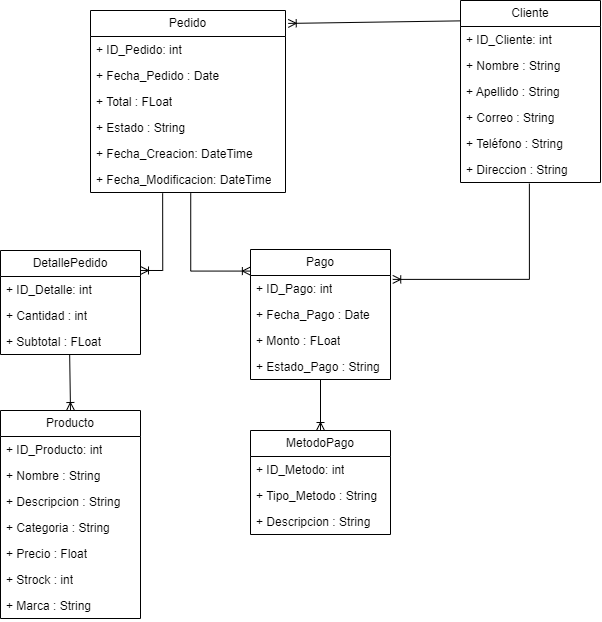 Pedido
+ ID_Pedido: int
+ Fecha_Pedido : Date
+ Total : FLoat
+ Estado : String
+ Fecha_Creacion: DateTime
+ Fecha_Modificacion: DateTime
Cliente
+ ID_Cliente: int
+ Nombre : String
+ Apellido : String
+ Correo : String
+ Teléfono : String
+ Direccion : String
DetallePedido
+ ID_Detalle: int
+ Cantidad : int
+ Subtotal : FLoat
Pago
+ ID_Pago: int
+ Fecha_Pago : Date
+ Monto : FLoat
+ Estado_Pago : String
Producto
+ ID_Producto: int
+ Nombre : String
+ Descripcion : String
+ Categoria : String
+ Precio : Float
+ Strock : int
+ Marca : String
MetodoPago
+ ID_Metodo: int
+ Tipo_Metodo : String
+ Descripcion : String